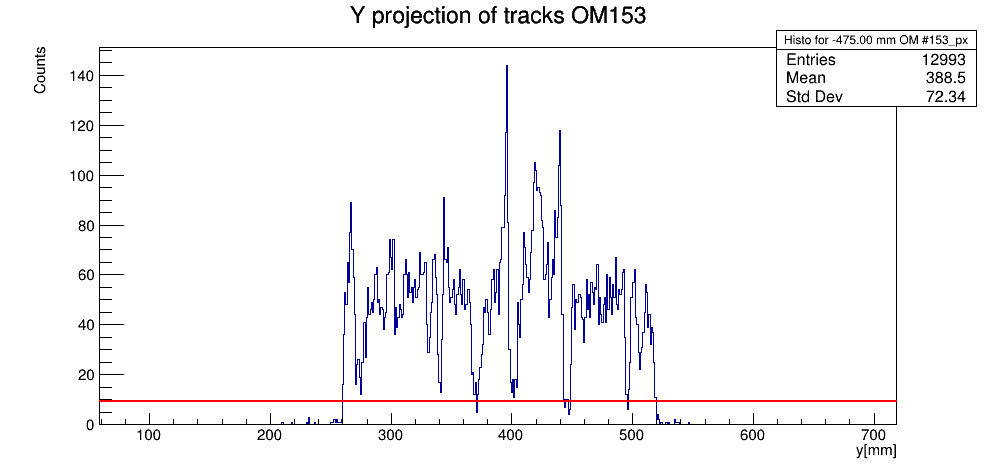 Y projection of tracks OM153
Histo for -475.00 mm OM #153_px
Entries 12993
Mean 388.5
Std Dev 72.34
Counts
140
120
100
80
60
40
20
0
100 200 300 400 500 600 700
y[mm]